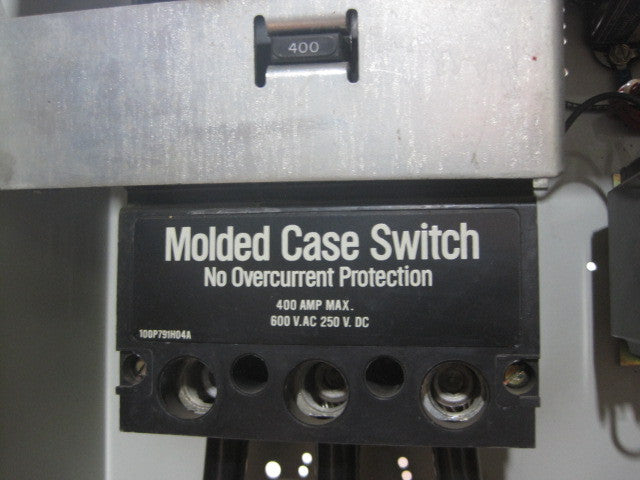 400
Molded Case Switch
No Overcurrent Protection
400 AMP MAX.
600 V.AC 250 V. DC
100P791H04A